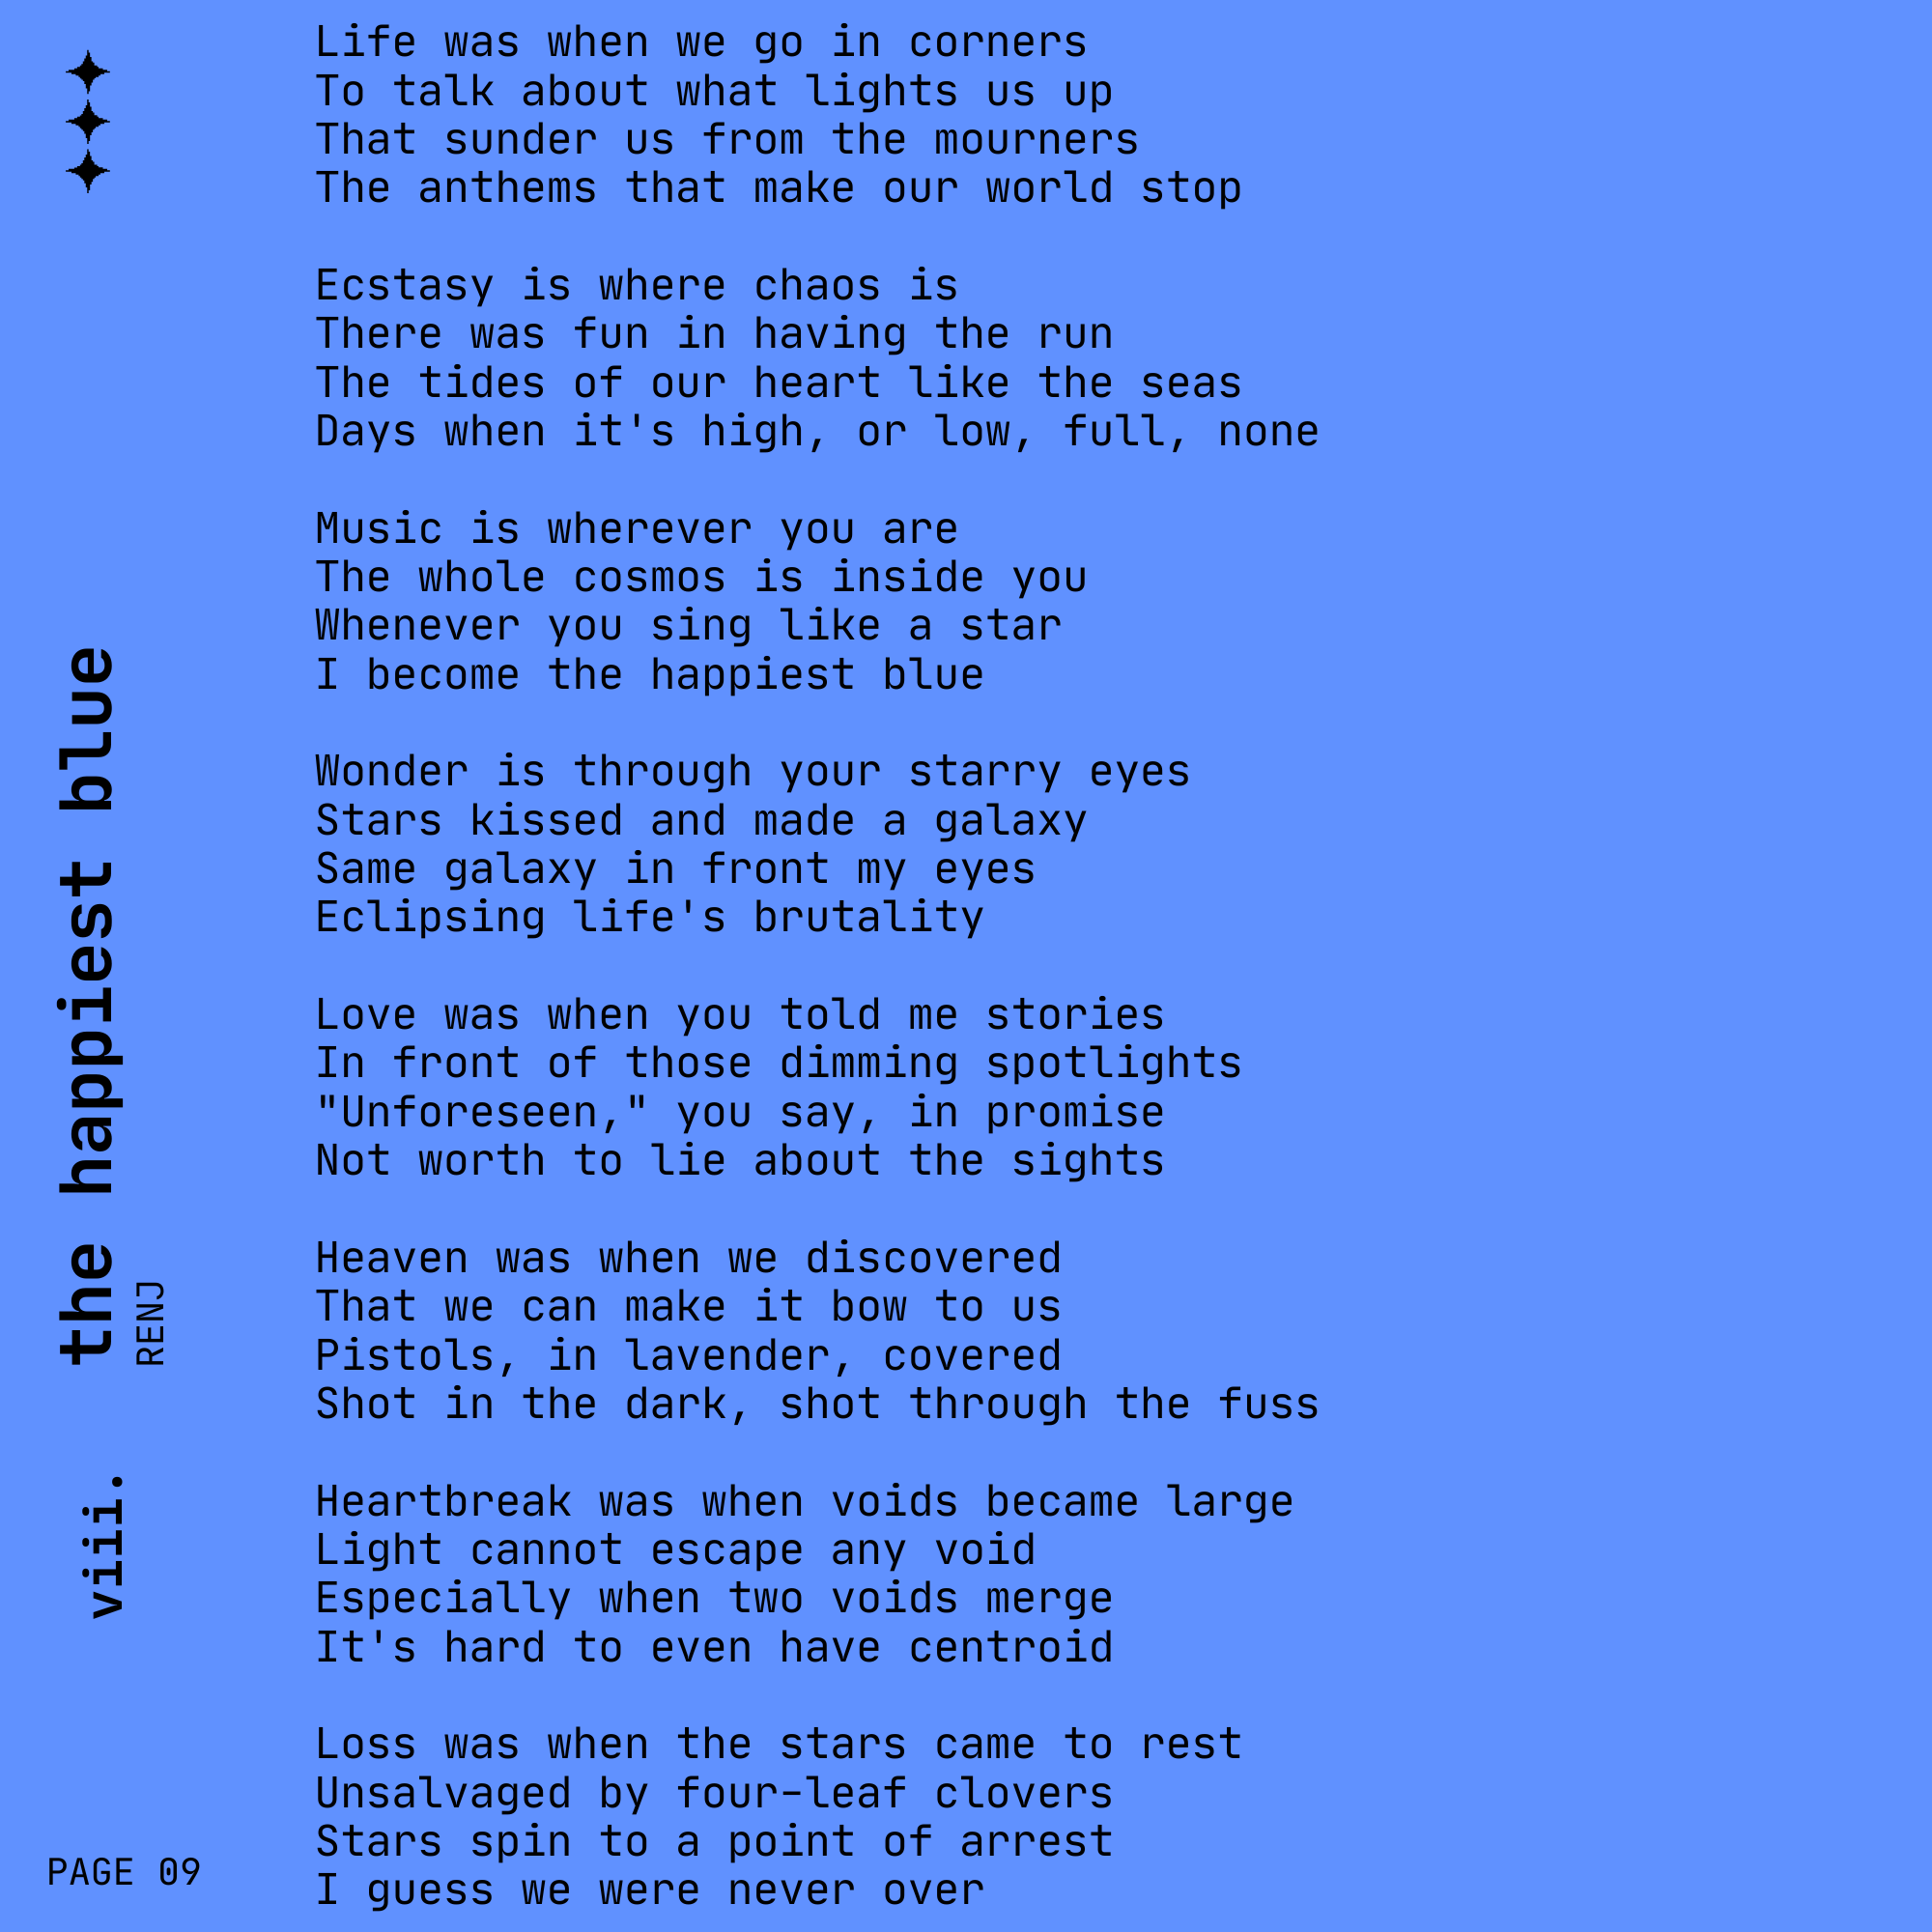 Life was when we go in corners
To talk about what lights us up
That sunder us from the mourners
The anthems that make our world stop

Ecstasy is where chaos is
There was fun in having the run
The tides of our heart like the seas
Days when it's high, or low, full, none

Music is wherever you are
The whole cosmos is inside you
Whenever you sing like a star
I become the happiest blue

Wonder is through your starry eyes
Stars kissed and made a galaxy
Same galaxy in front my eyes
Eclipsing life's brutality

Love was when you told me stories
In front of those dimming spotlights
"Unforeseen," you say, in promise
Not worth to lie about the sights

Heaven was when we discovered
That we can make it bow to us
Pistols, in lavender, covered
Shot in the dark, shot through the fuss

Heartbreak was when voids became large
Light cannot escape any void
Especially when two voids merge
It's hard to even have centroid

Loss was when the stars came to rest
Unsalvaged by four-leaf clovers
Stars spin to a point of arrest
I guess we were never over

viii.
the happiest blue
RENJ
PAGE 09